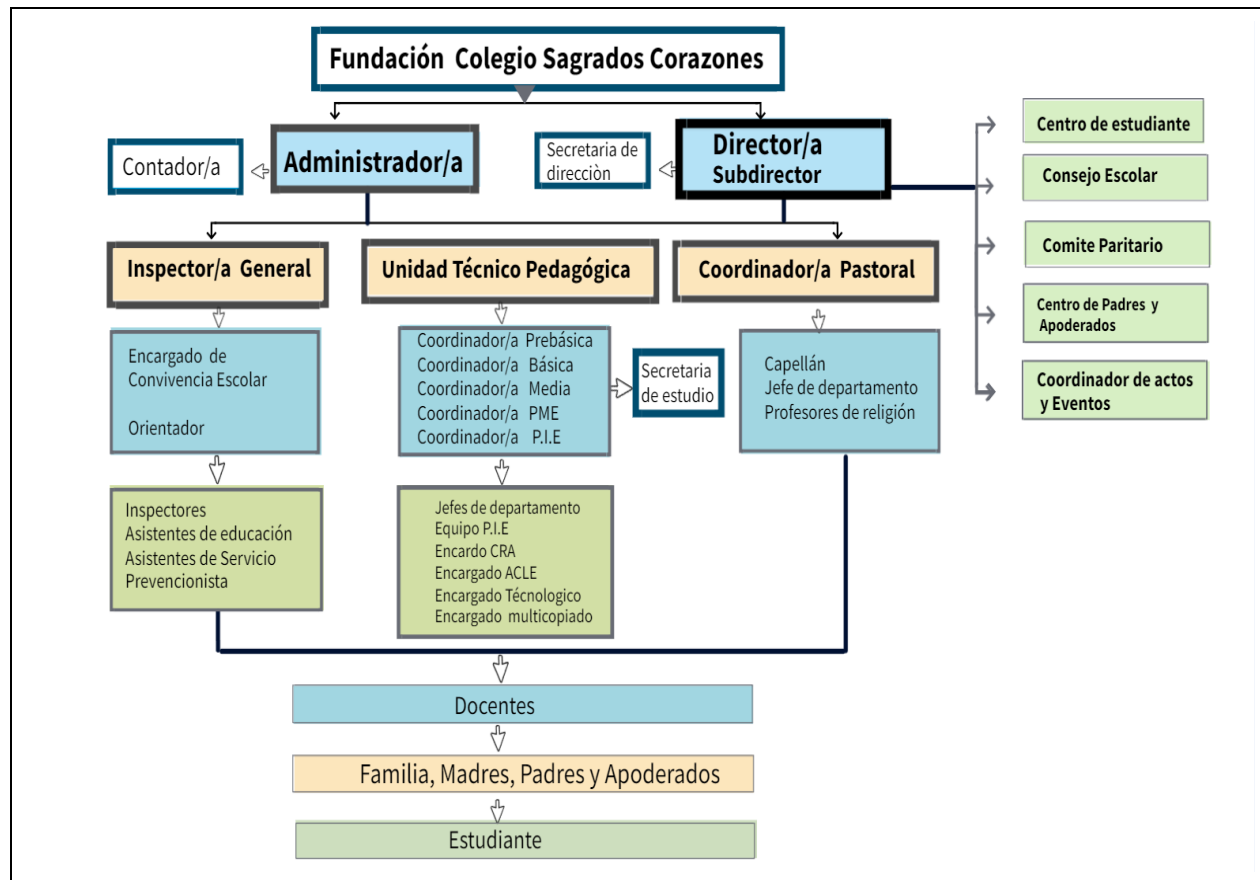 Fundación Colegio Sagrados Corazones
Contador/a
Administrador/a
Secretaria de
direcciòn
Director/a
Subdirector
Centro de estudiante
Consejo Escolar
Comite Paritario
Centro de Padres y
Apoderados
Coordinador de actos
y Eventos
Inspector/a General
Unidad Técnico Pedagógica
Coordinador/a Pastoral
Encargado de
Convivencia Escolar
Orientador
Coordinador/a Prebásica
Coordinador/a Básica
Coordinador/a Media
Coordinador/a PME
Coordinador/a P.I.E
Secretaria
de estudio
Capellán
Jefe de departamento
Profesores de religión
Inspectores
Asistentes de educación
Asistentes de Servicio
Prevencionista
Jefes de departamento
Equipo P.I.E
Encardo CRA
Encargado ACLE
Encargado Técnologico
Encargado multicopiado
Docentes
Familia, Madres, Padres y Apoderados
Estudiante